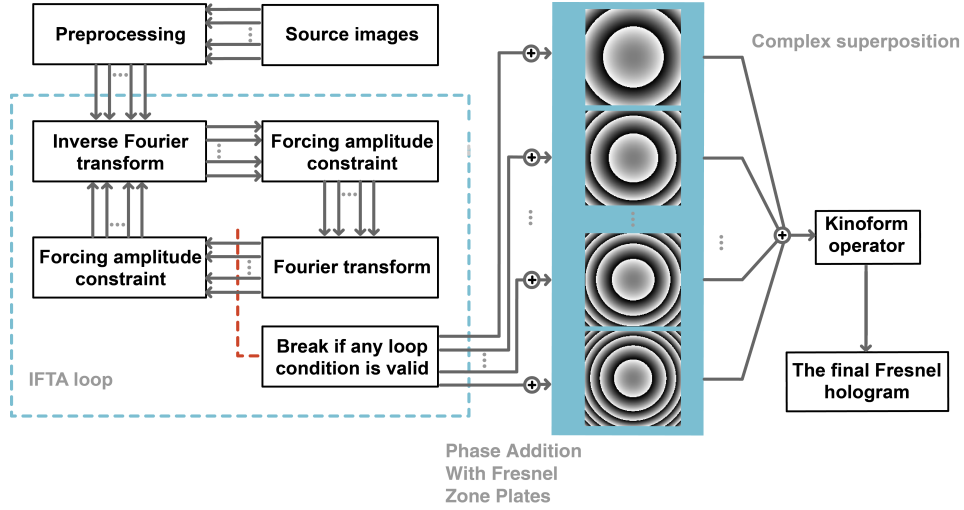 Preprocessing
Source images
Complex superposition
Inverse Fourier
transform
Forcing amplitude
constraint
Forcing amplitude
constraint
Fourier transform
Kinoform
operator
Break if any loop
condition is valid
IFTA loop
The final Fresnel
hologram
Phase Addition
With Fresnel
Zone Plates